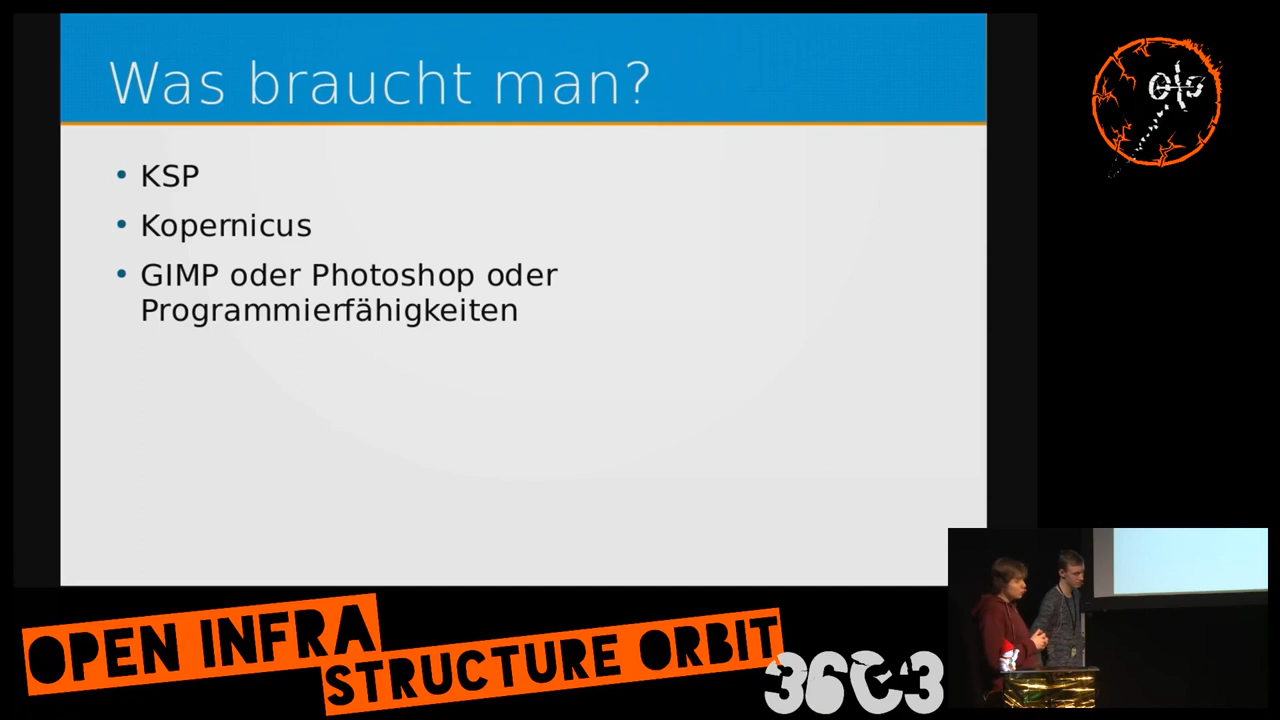 Was braucht man?
• KSP
• Kopernicus
• GIMP oder Photoshop oder
Programmierfähigkeiten
OPEN INFRA
STRUCTURE ORBIT
36C3